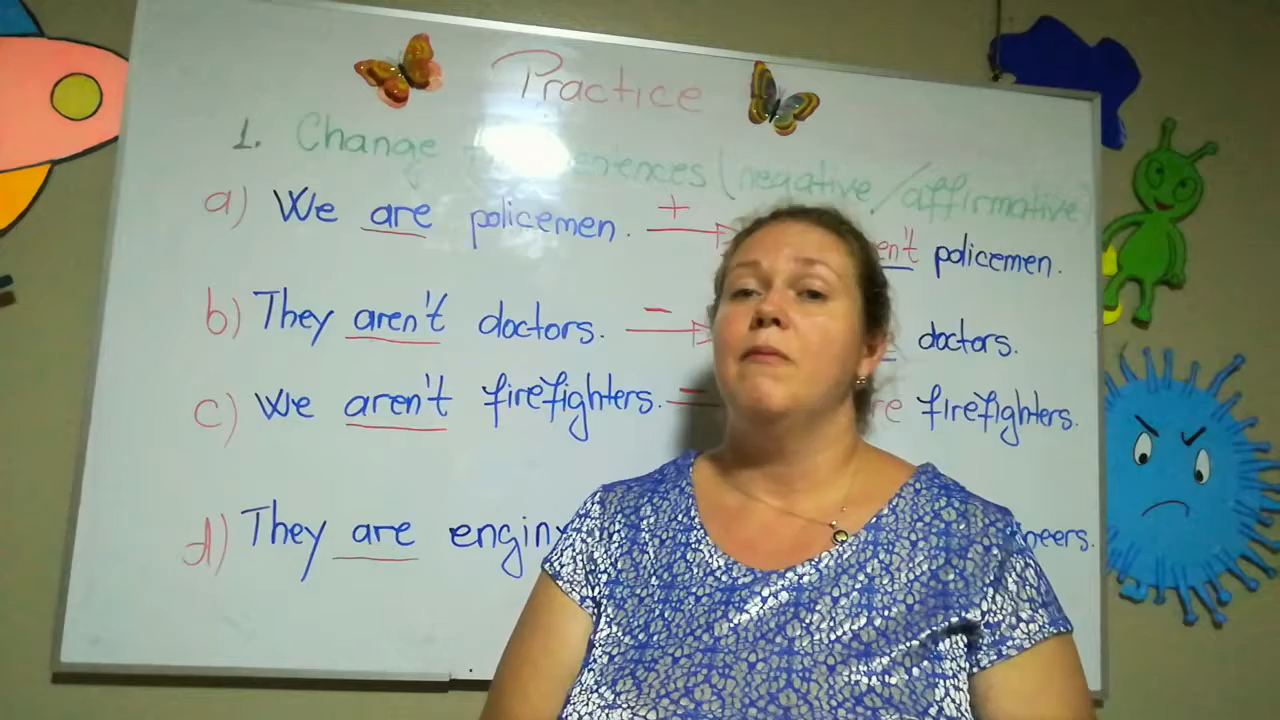 Practice
1. Change sentences (negative/affirmative)
a) We are policemen. + en't policemen.
b) They aren't doctors. - doctors.
c) We aren't firefighters. - re firefighters.
d) They are engin neers.